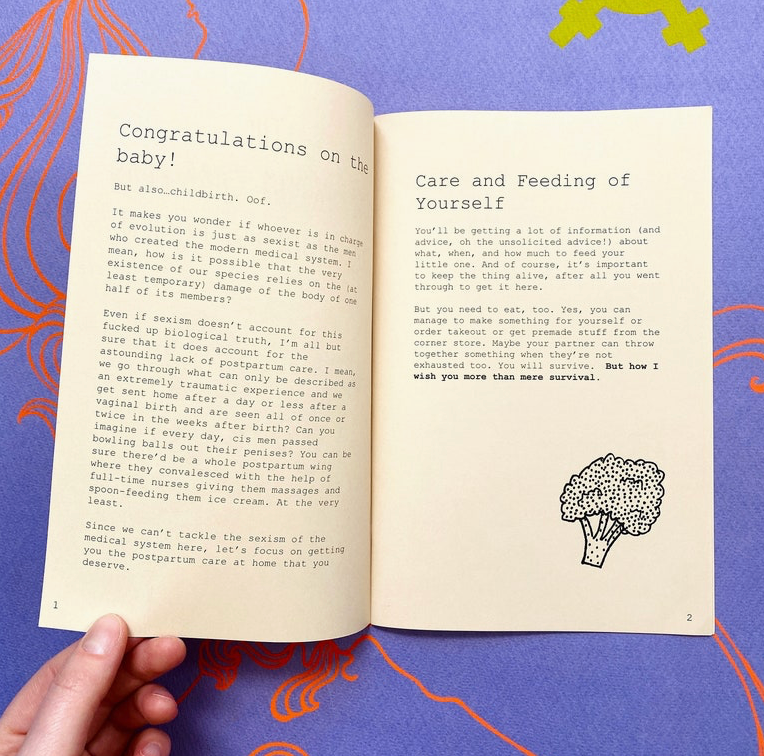 Congratulations on the
baby!
But also…childbirth. Oof.
It makes you wonder if whoever is in charge
of evolution is just as sexist as the men
who created the modern medical system. I
mean, how is it possible that the very
existence of our species relies on the (at
least temporary) damage of the body of one
half of its members?
Even if sexism doesn't account for this
fucked up biological truth, I'm all but
sure that it does account for the
astounding lack of postpartum care. I mean,
we go through what can only be described as
an extremely traumatic experience and we
get sent home after a day or less after a
vaginal birth and are seen all of once or
twice in the weeks after birth? Can you
imagine if every day, cis men passed
bowling balls out their penises? You can be
sure there'd be a whole postpartum wing
where they convalesced with the help of
full-time nurses giving them massages and
spoon-feeding them ice cream. At the very
least.
Since we can't tackle the sexism of the
medical system here, let's focus on getting
you the postpartum care at home that you
deserve.
1
Care and Feeding of
Yourself
You'll be getting a lot of information (and
advice, oh the unsolicited advice!) about
what, when, and how much to feed your
little one. And of course, it's important
to keep the thing alive, after all you went
through to get it here.
But you need to eat, too. Yes, you can
manage to make something for yourself or
order takeout or get premade stuff from the
corner store. Maybe your partner can throw
together something when they're not
exhausted too. You will survive. But how I
wish you more than mere survival.
2